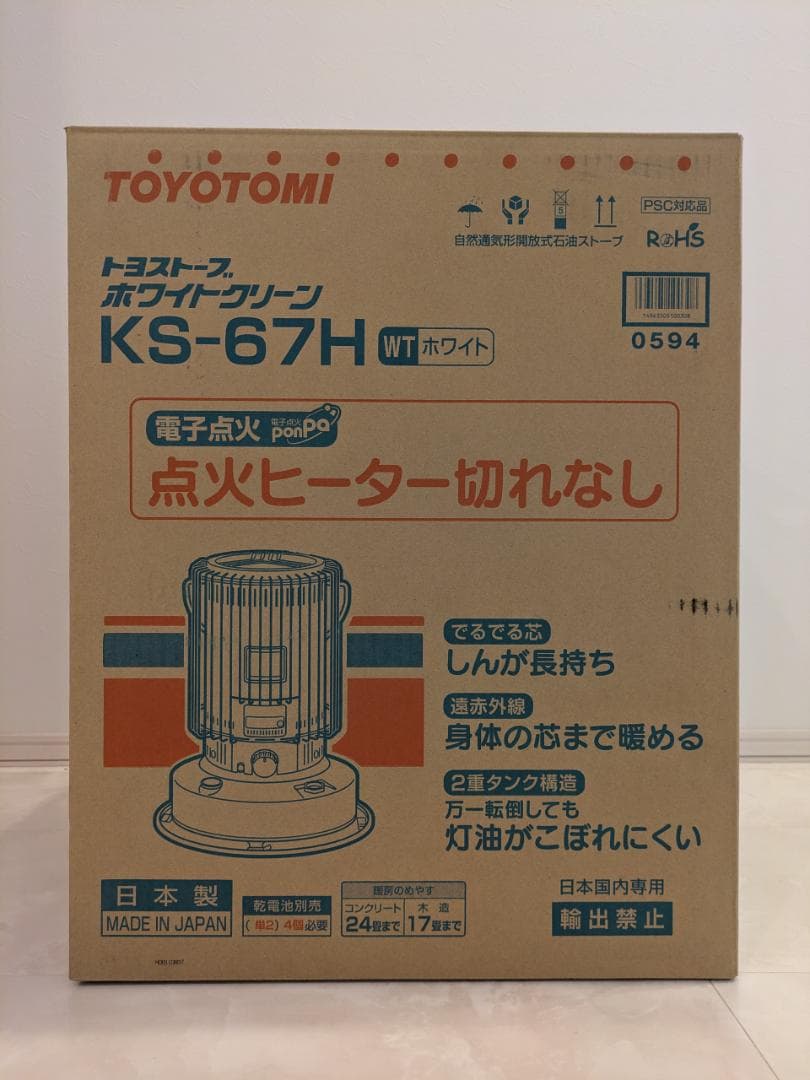 TOYOTOMI
5
PSC対応品
自然通気形開放式石油ストーブ
RoHS
トヨストーブ
ホワイトクリーン
KS-67H WT ホワイト
0594
電子点火 電子点火 ponpa
点火ヒーター切れなし
でるでる芯
しんが長持ち
遠赤外線
身体の芯まで暖める
2重タンク構造
万一転倒しても
灯油がこぼれにくい
日本製
MADE IN JAPAN
乾電池別売
(単2)4個必要
暖房のめやす
コンクリート 木造
24畳まで 17畳まで
日本国内専用
輸出禁止